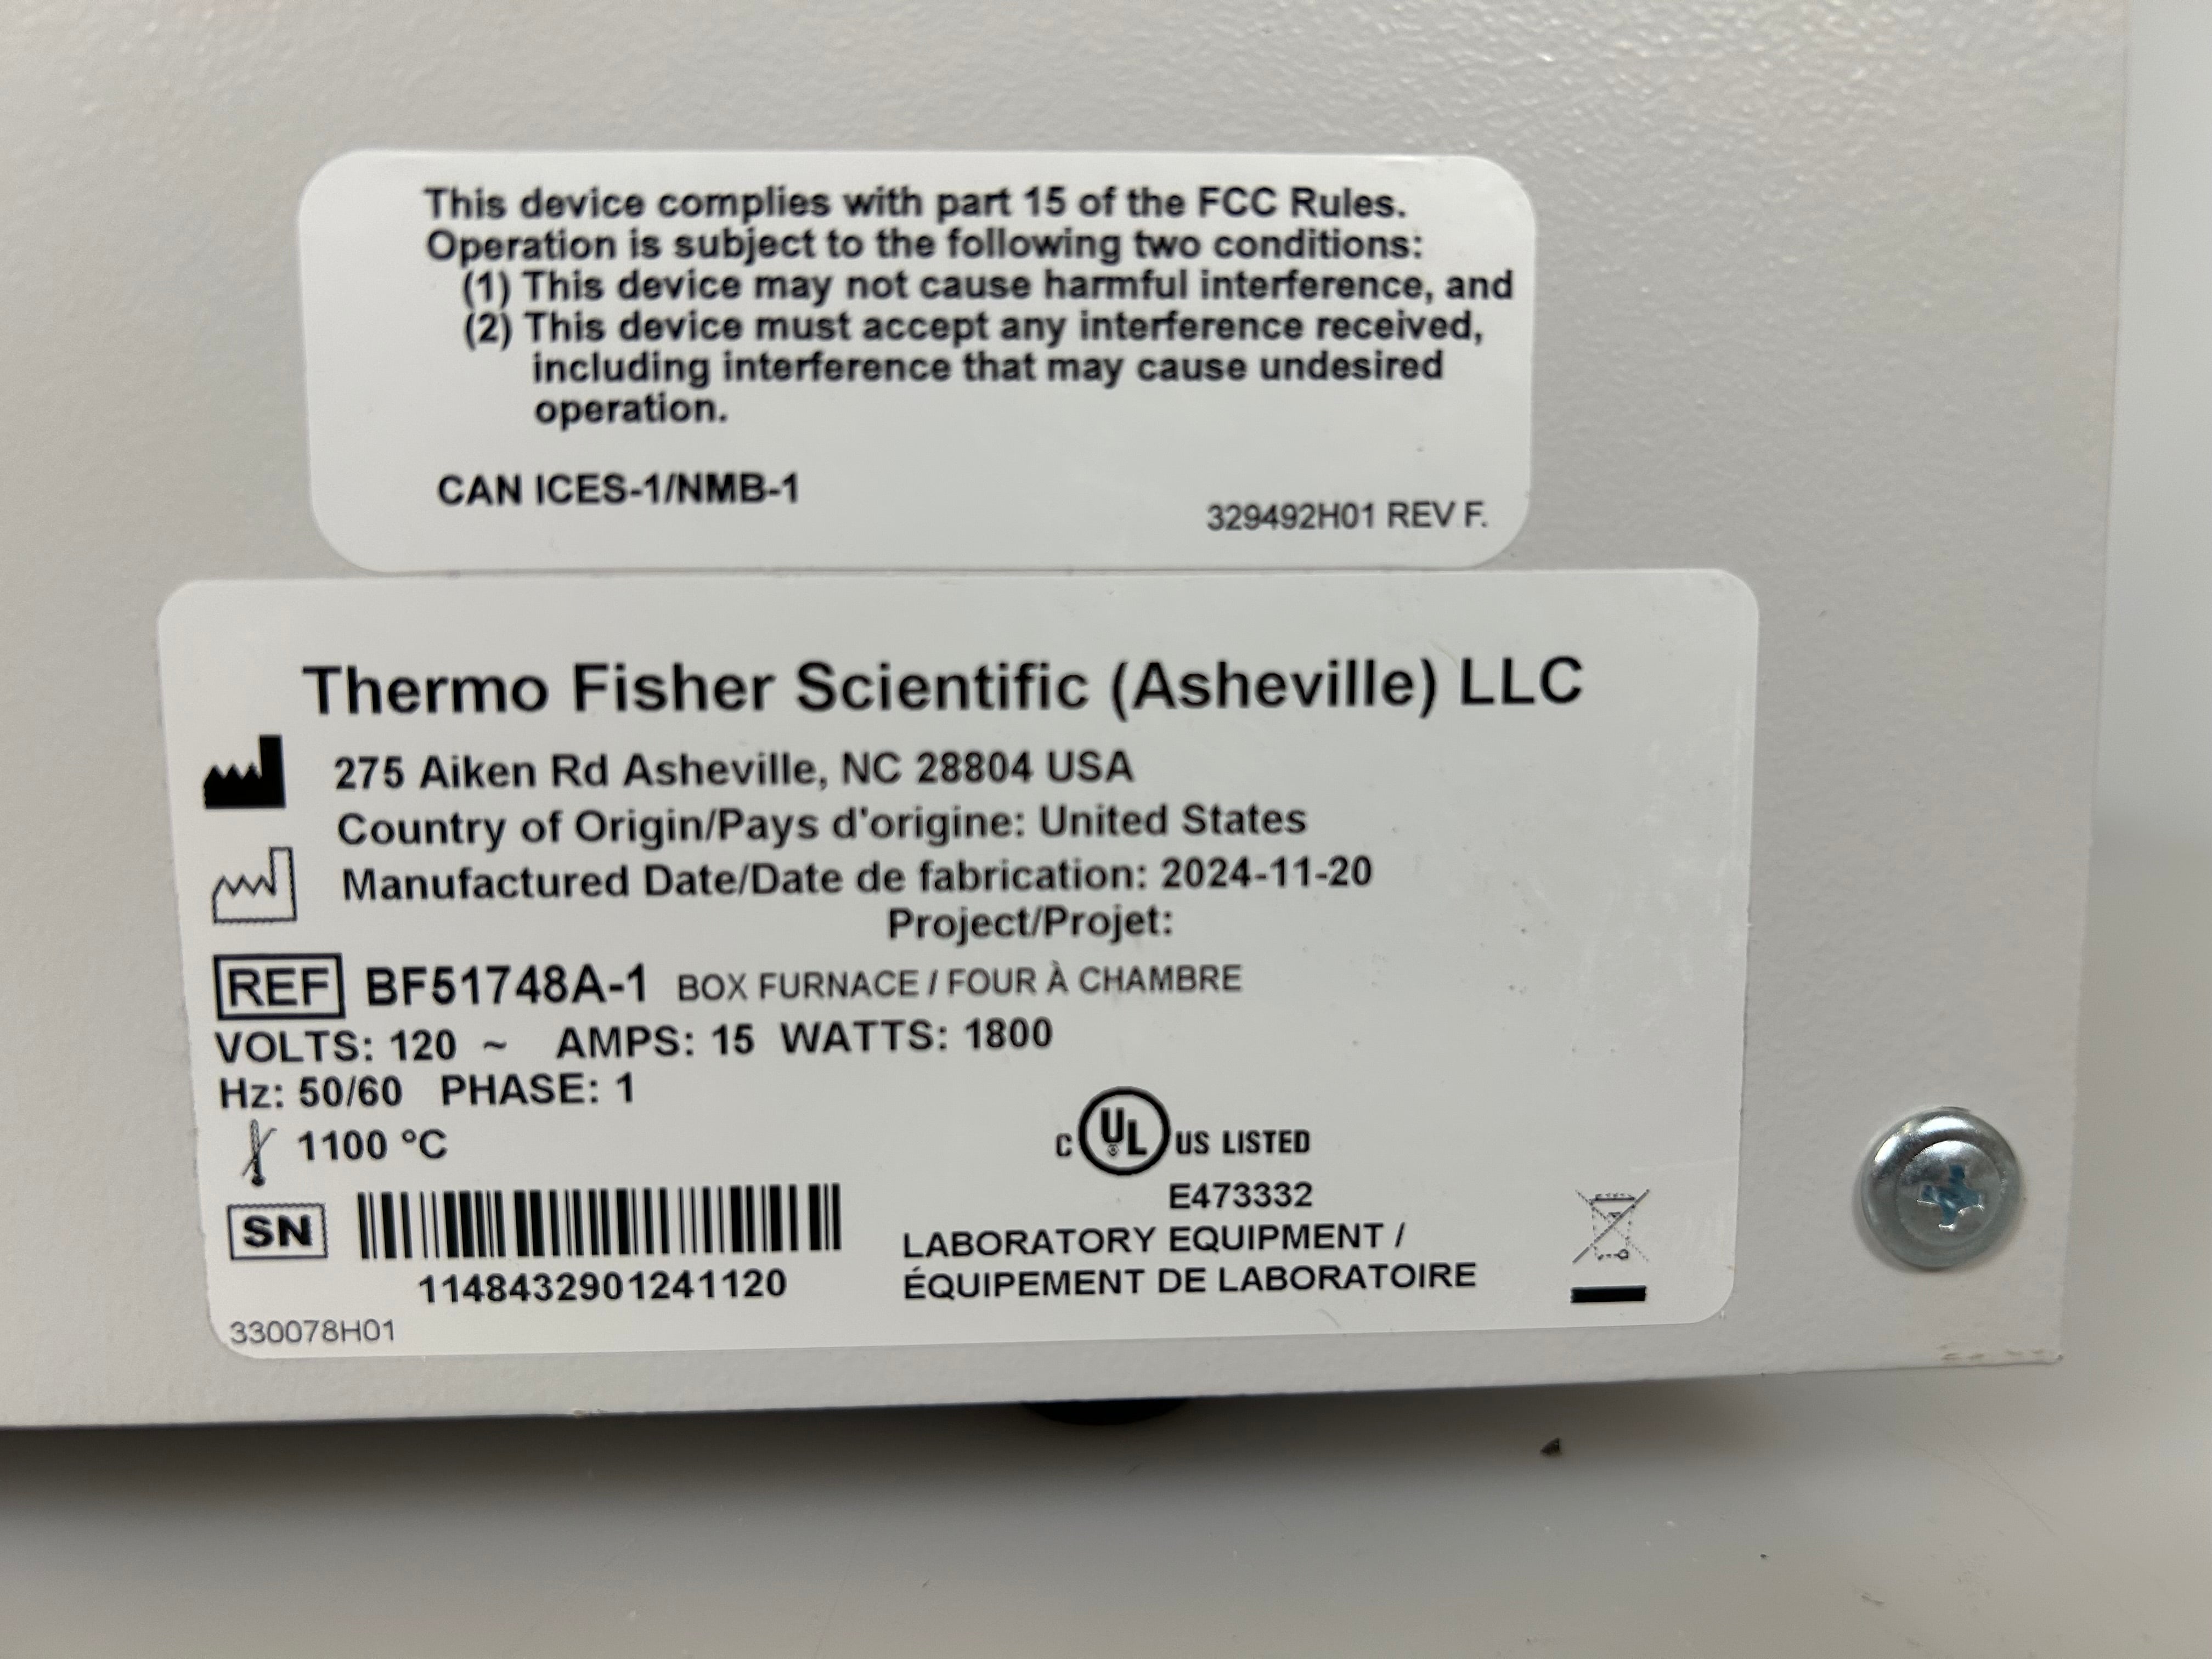 This device complies with part 15 of the FCC Rules.
Operation is subject to the following two conditions:
(1) This device may not cause harmful interference, and
(2) This device must accept any interference received,
including interference that may cause undesired
operation.
CAN ICES-1/NMB-1
329492H01 REV F.
Thermo Fisher Scientific (Asheville) LLC
275 Aiken Rd Asheville, NC 28804 USA
Country of Origin/Pays d'origine: United States
Manufactured Date/Date de fabrication: 2024-11-20
Project/Projet:
REF BF51748A-1 BOX FURNACE / FOUR À CHAMBRE
VOLTS: 120 ~ AMPS: 15 WATTS: 1800
Hz: 50/60 PHASE: 1
1100 °C
C UL US LISTED
E473332
LABORATORY EQUIPMENT /
ÉQUIPEMENT DE LABORATOIRE
SN
1148432901241120
330078H01